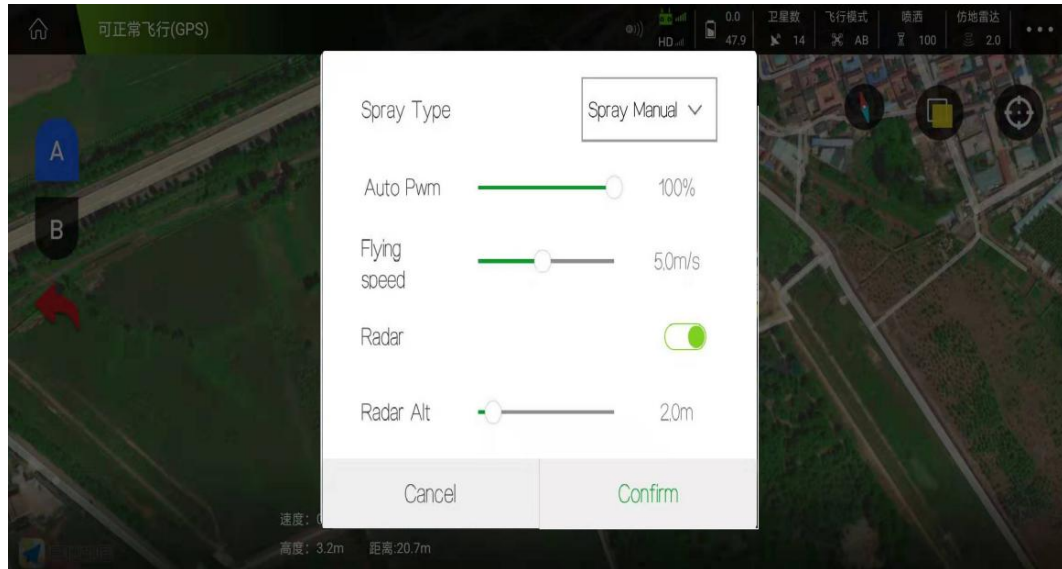 可正常飞行(GPS)
HD
0.0
47.9
卫星数
14
飞行模式
AB
喷洒
100
仿地雷达
2.0
A
B
Spray Type
Spray Manual
Auto Pwm
100%
Flying
speed
5.0m/s
Radar
Radar Alt
2.0m
Cancel
Confirm
速度：
高度：3.2m 距离:20.7m